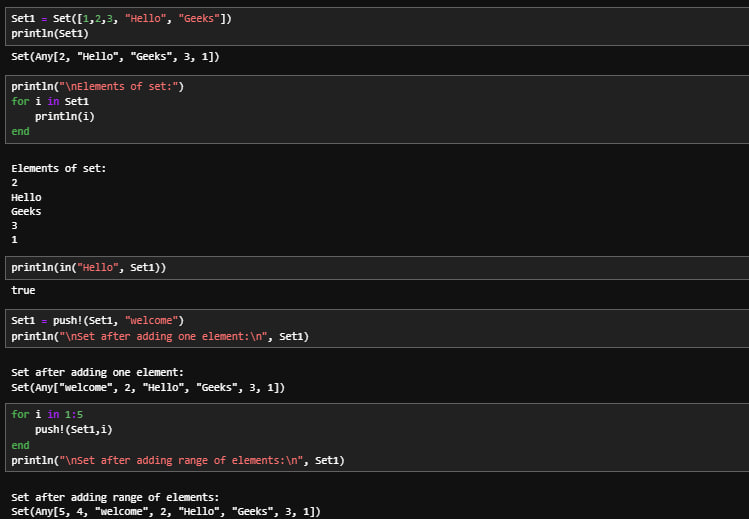 Set1 = Set([1,2,3, "Hello", "Geeks"])
println(Set1)
Set(Any[2, "Hello", "Geeks", 3, 1])
println("\nElements of set:")
for i in Set1
    println(i)
end
Elements of set:
2
Hello
Geeks
3
1
println(in("Hello", Set1))
true
Set1 = push!(Set1, "welcome")
println("\nSet after adding one element:\n", Set1)
Set after adding one element:
Set(Any["welcome", 2, "Hello", "Geeks", 3, 1])
for i in 1:5
    push!(Set1,i)
end
println("\nSet after adding range of elements:\n", Set1)
Set after adding range of elements:
Set(Any[5, 4, "welcome", 2, "Hello", "Geeks", 3, 1])